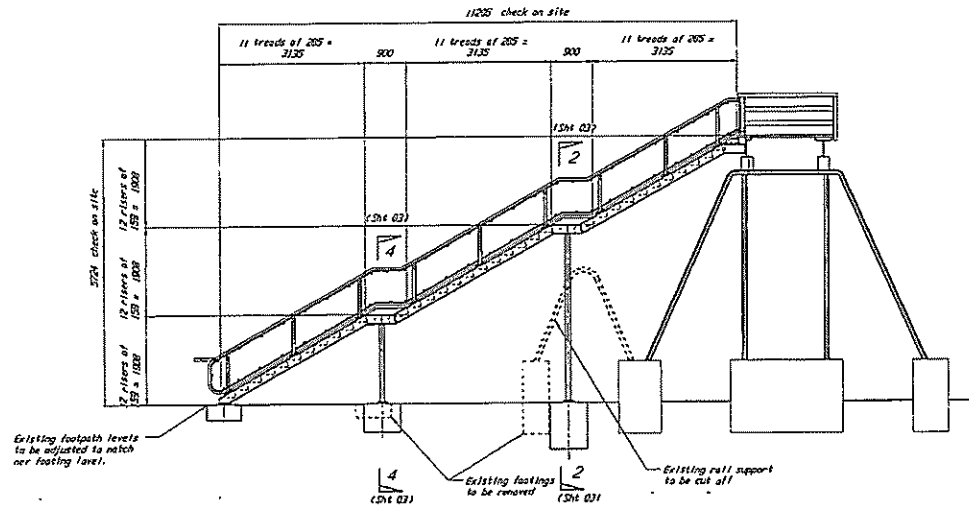 11205 check on site
11 treads of 285 =
3135
900
11 treads of 285 =
3135
900
11 treads of 285 =
3135
(Sht 03)
2
(Sht 03)
4
5724 check on site
12 risers of
159 = 1908
12 risers of
159 = 1908
12 risers of
159 = 1908
Existing footpath levels
to be adjusted to match
footing level.
4
(Sht 03)
Existing footings
to be removed
2
(Sht 03)
Existing rail support
to be cut off